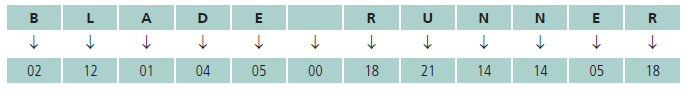 B L A D E R U N N E R
↓ ↓ ↓ ↓ ↓ ↓ ↓ ↓ ↓ ↓ ↓ ↓
02 12 01 04 05 00 18 21 14 14 05 18